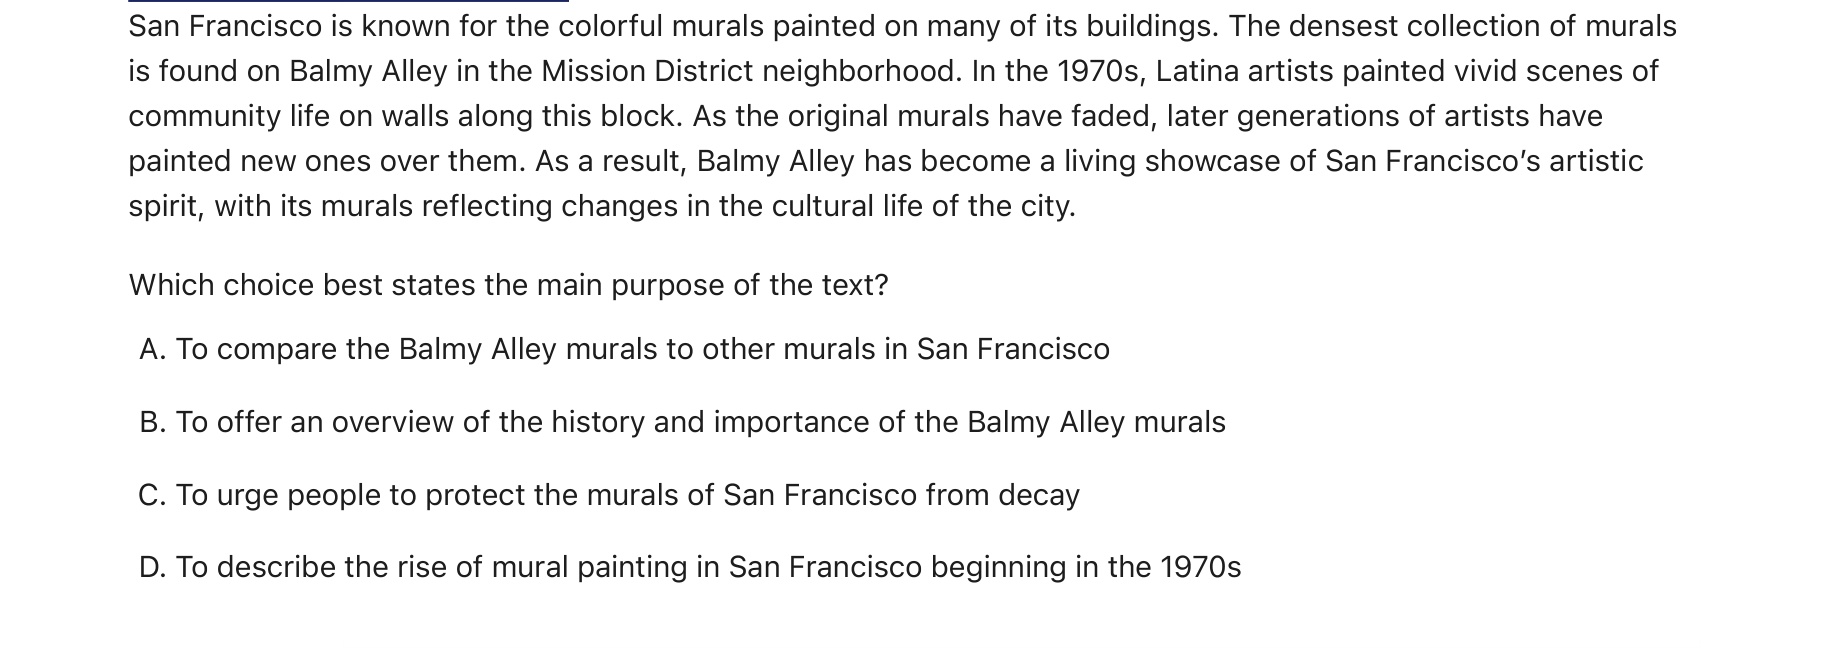 San Francisco is known for the colorful murals painted on many of its buildings. The densest collection of murals
is found on Balmy Alley in the Mission District neighborhood. In the 1970s, Latina artists painted vivid scenes of
community life on walls along this block. As the original murals have faded, later generations of artists have
painted new ones over them. As a result, Balmy Alley has become a living showcase of San Francisco’s artistic
spirit, with its murals reflecting changes in the cultural life of the city.
Which choice best states the main purpose of the text?
A. To compare the Balmy Alley murals to other murals in San Francisco
B. To offer an overview of the history and importance of the Balmy Alley murals
C. To urge people to protect the murals of San Francisco from decay
D. To describe the rise of mural painting in San Francisco beginning in the 1970s